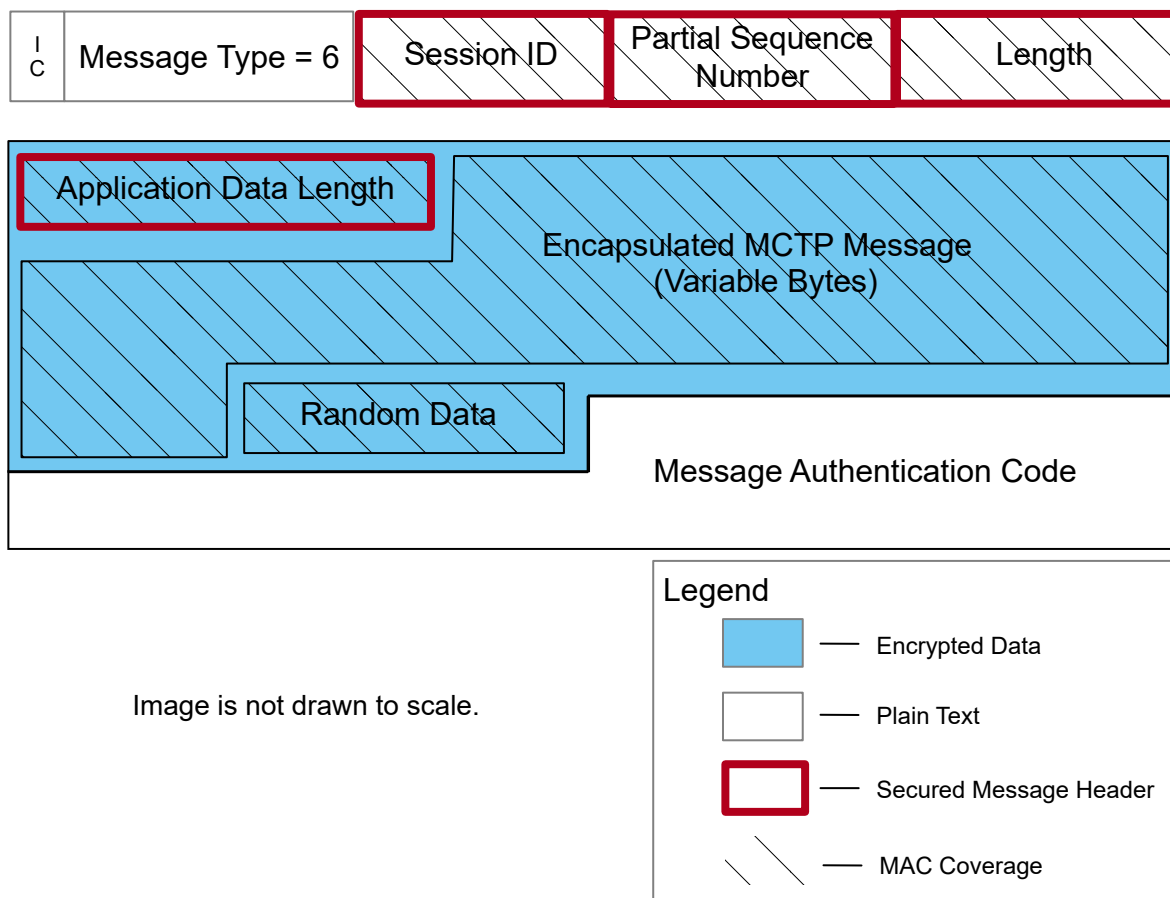 I
C
Message Type = 6
Session ID
Partial Sequence
Number
Length
Application Data Length
Encapsulated MCTP Message
(Variable Bytes)
Random Data
Message Authentication Code
Legend
Encrypted Data
Image is not drawn to scale.
Plain Text
Secured Message Header
MAC Coverage